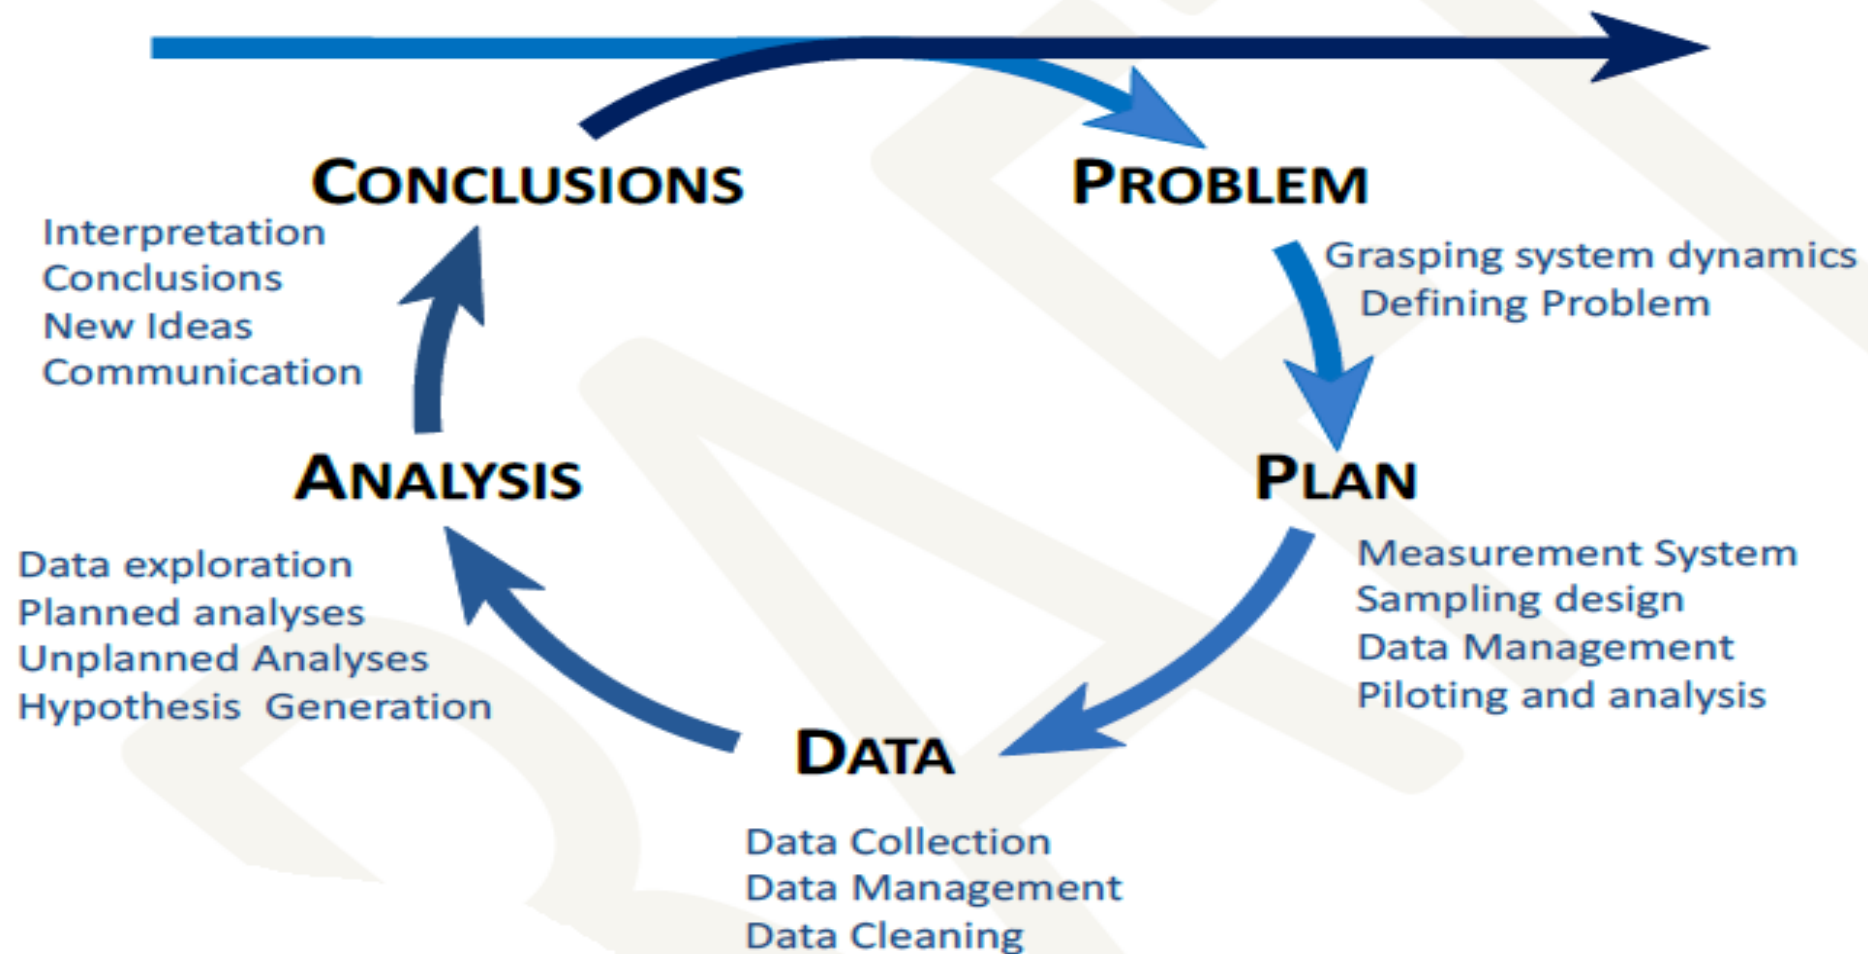 CONCLUSIONS
Interpretation
Conclusions
New Ideas
Communication
PROBLEM
Grasping system dynamics
Defining Problem
PLAN
Measurement System
Sampling design
Data Management
Piloting and analysis
DATA
Data Collection
Data Management
Data Cleaning
ANALYSIS
Data exploration
Planned analyses
Unplanned Analyses
Hypothesis Generation